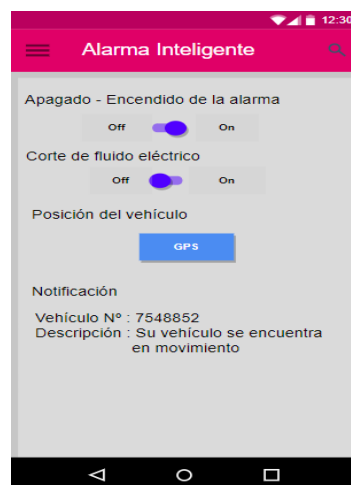 12:30
Alarma Inteligente
Apagado - Encendido de la alarma
Off On
Corte de fluido eléctrico
Off On
Posición del vehículo
GPS
Notificación
Vehículo Nº : 7548852
Descripción : Su vehículo se encuentra
en movimiento